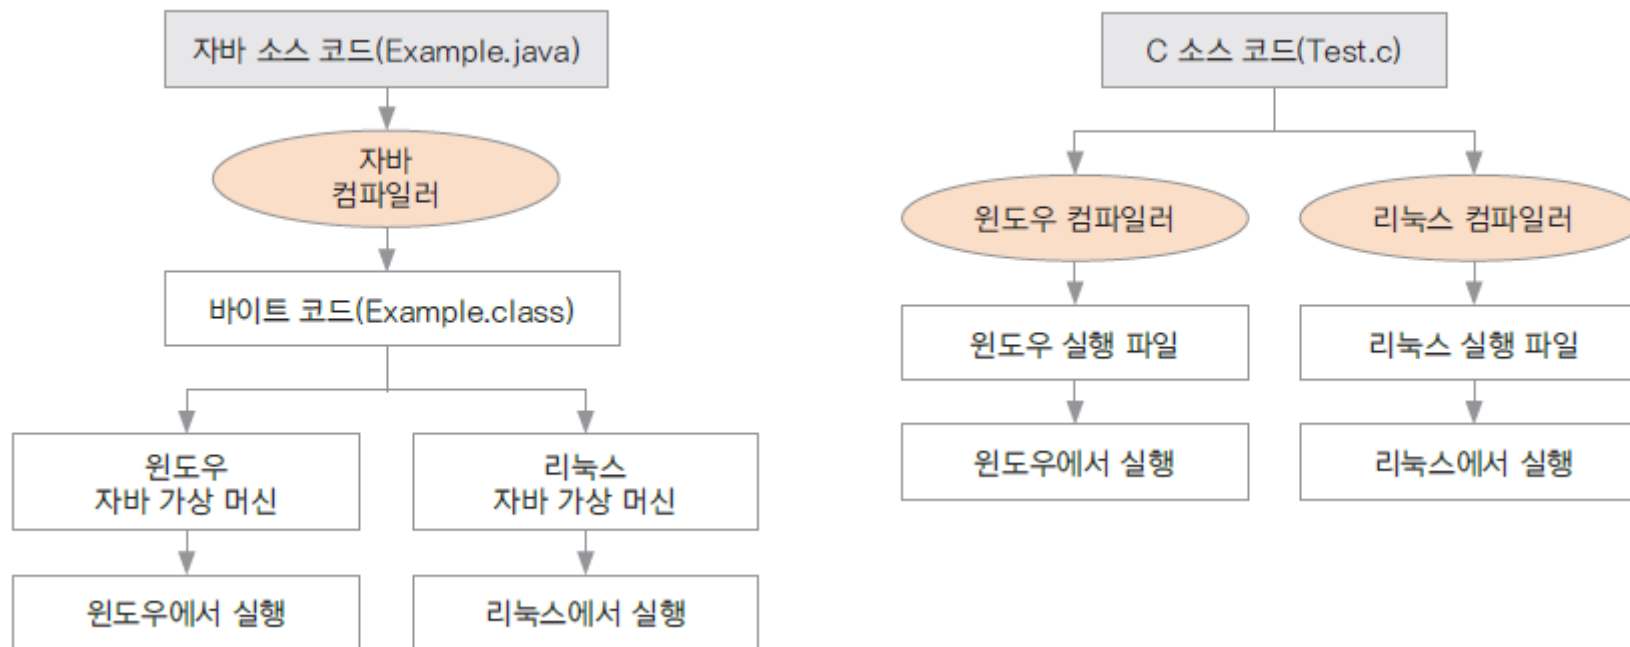 자바 소스 코드(Example.java)
자바
컴파일러
바이트 코드(Example.class)
윈도우
자바 가상 머신
리눅스
자바 가상 머신
윈도우에서 실행
리눅스에서 실행
C 소스 코드(Test.c)
윈도우 컴파일러
리눅스 컴파일러
윈도우 실행 파일
리눅스 실행 파일
윈도우에서 실행
리눅스에서 실행